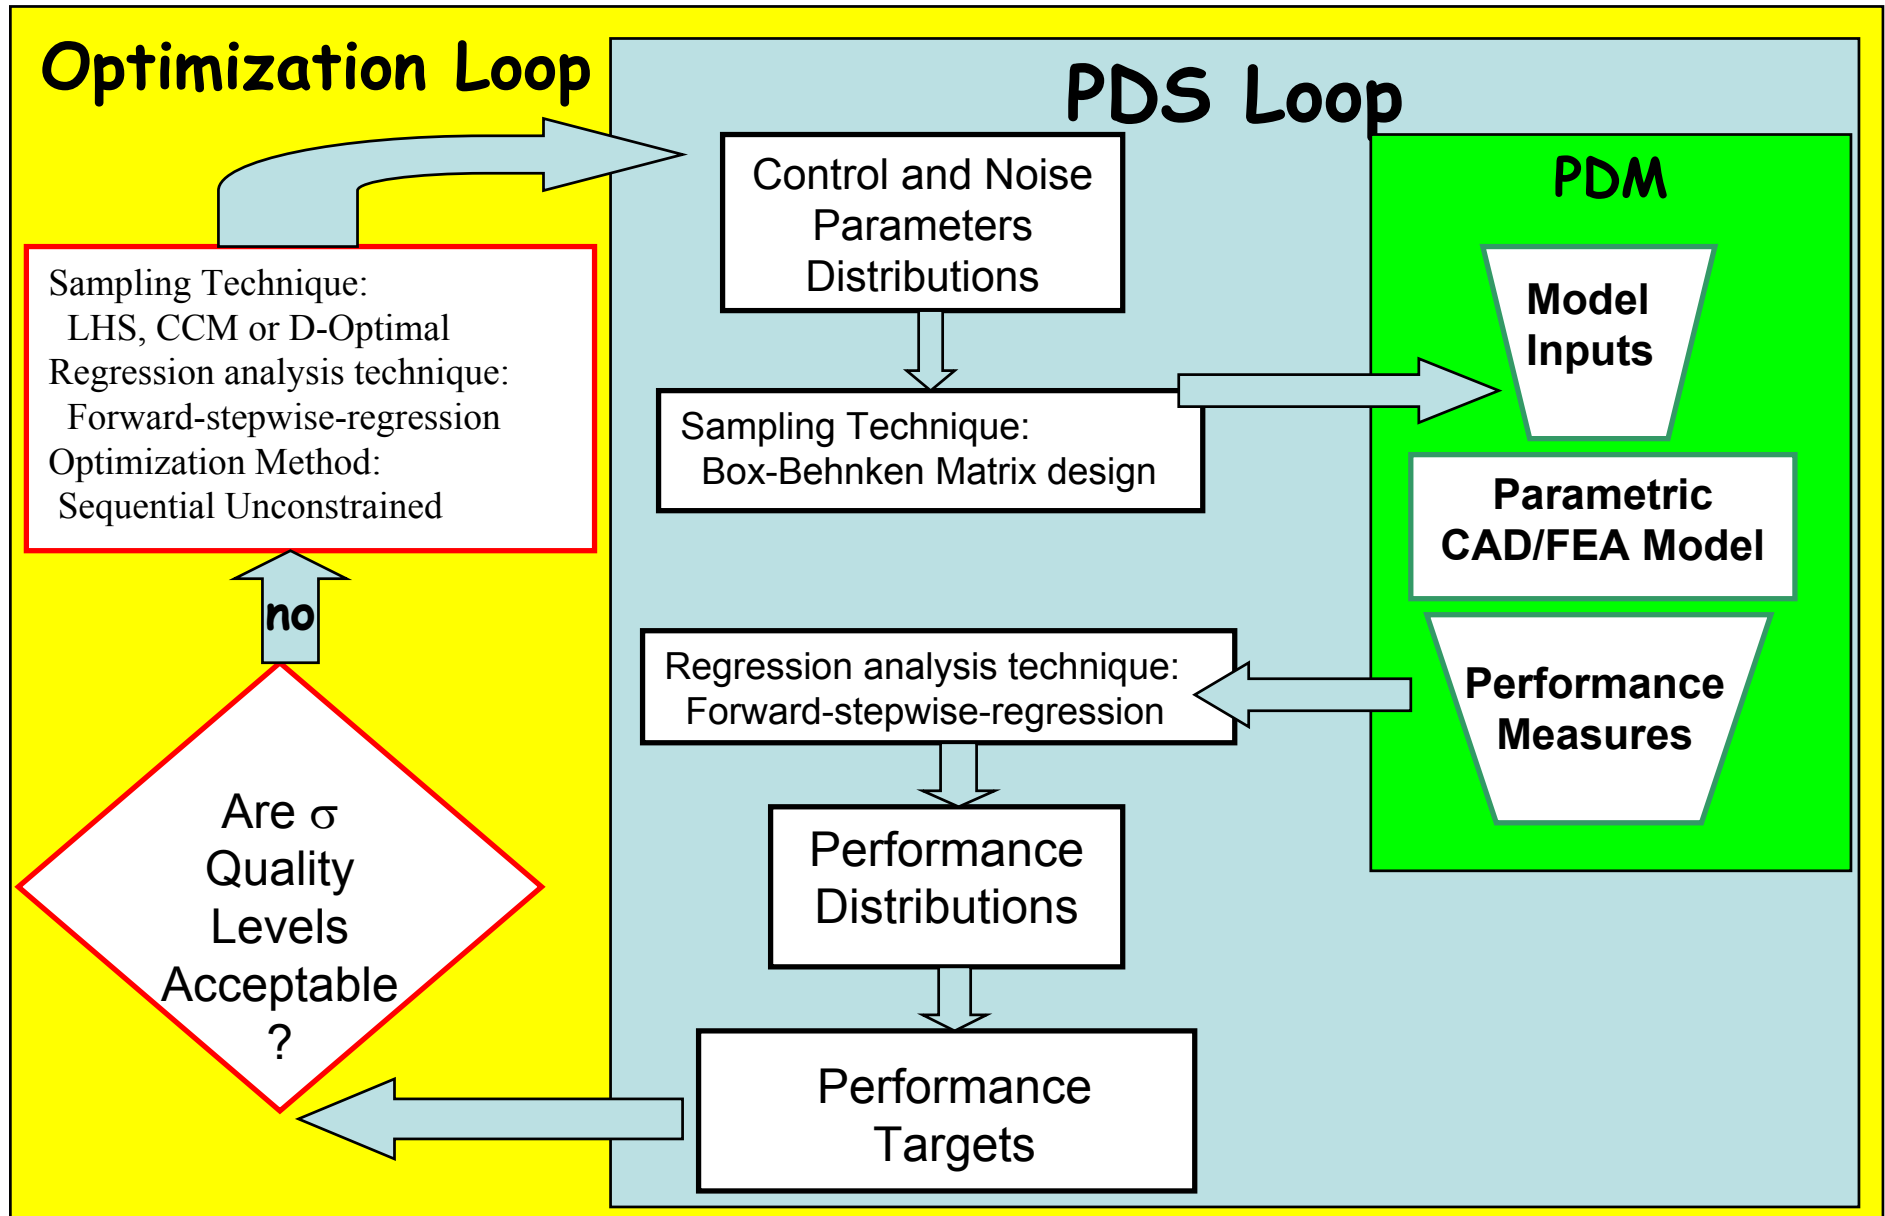 Optimization Loop
PDS Loop
PDM
Control and Noise
Parameters
Distributions
Sampling Technique:
LHS, CCM or D-Optimal
Regression analysis technique:
Forward-stepwise-regression
Optimization Method:
Sequential Unconstrained
Model
Inputs
Sampling Technique:
Box-Behnken Matrix design
Parametric
CAD/FEA Model
no
Regression analysis technique:
Forward-stepwise-regression
Performance
Measures
Are σ
Quality
Levels
Acceptable
?
Performance
Distributions
Performance
Targets